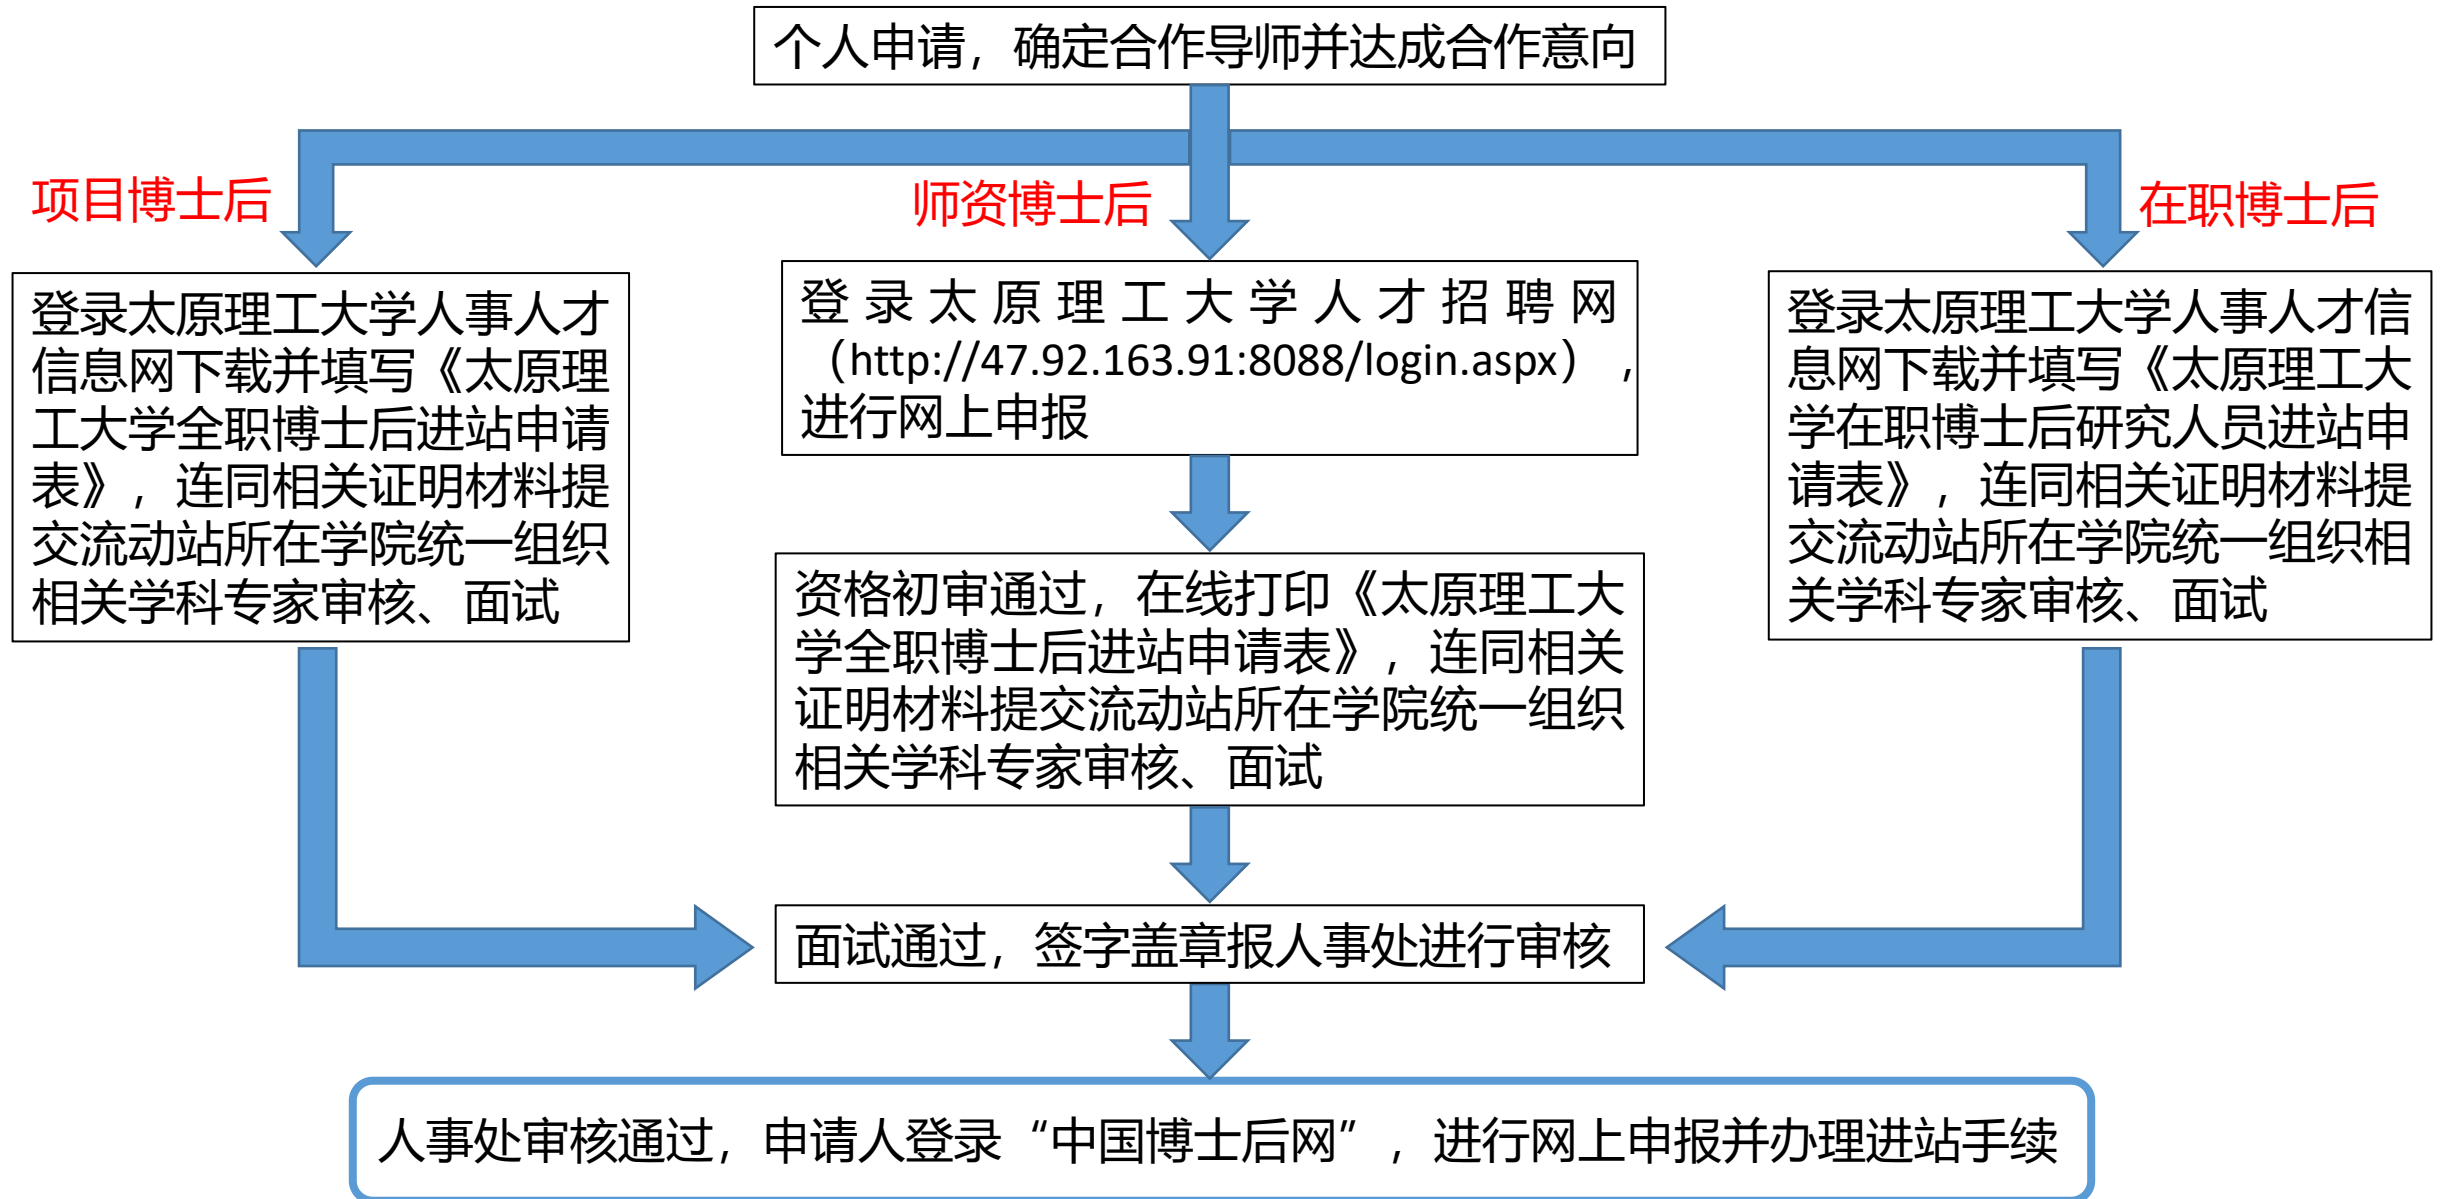 个人申请，确定合作导师并达成合作意向
项目博士后
师资博士后
在职博士后
登录太原理工大学人事人才
信息网下载并填写《太原理
工大学全职博士后进站申请
表》，连同相关证明材料提
交流动站所在学院统一组织
相关学科专家审核、面试
登录太原理工大学人才招聘网
（http://47.92.163.91:8088/login.aspx），
进行网上申报
登录太原理工大学人事人才信
息网下载并填写《太原理工大
学在职博士后研究人员进站申
请表》，连同相关证明材料提
交流动站所在学院统一组织相
关学科专家审核、面试
资格初审通过，在线打印《太原理工大
学全职博士后进站申请表》，连同相关
证明材料提交流动站所在学院统一组织
相关学科专家审核、面试
面试通过，签字盖章报人事处进行审核
人事处审核通过，申请人登录“中国博士后网”，进行网上申报并办理进站手续